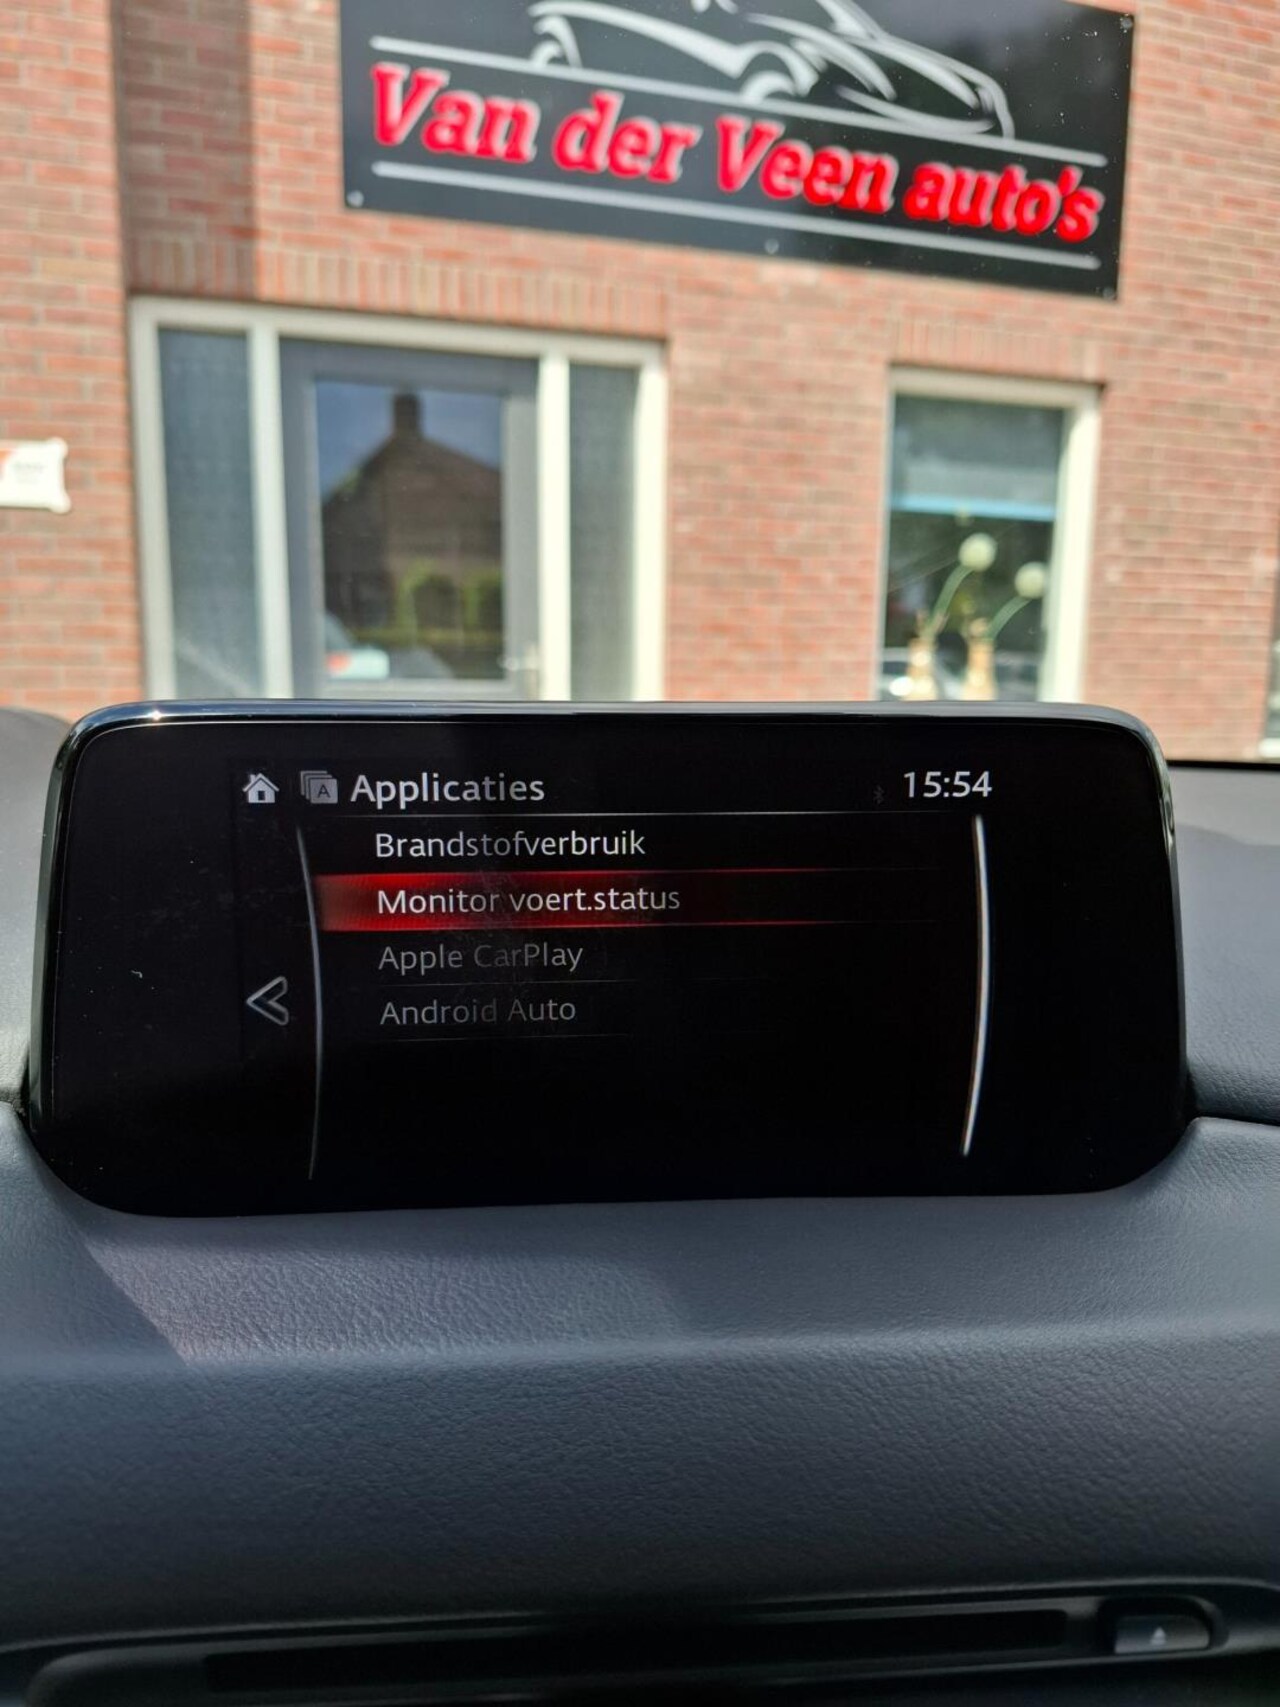 Van der Veen auto's
Applicaties
15:54
Brandstofverbruik
Monitor voert.status
Apple CarPlay
Android Auto